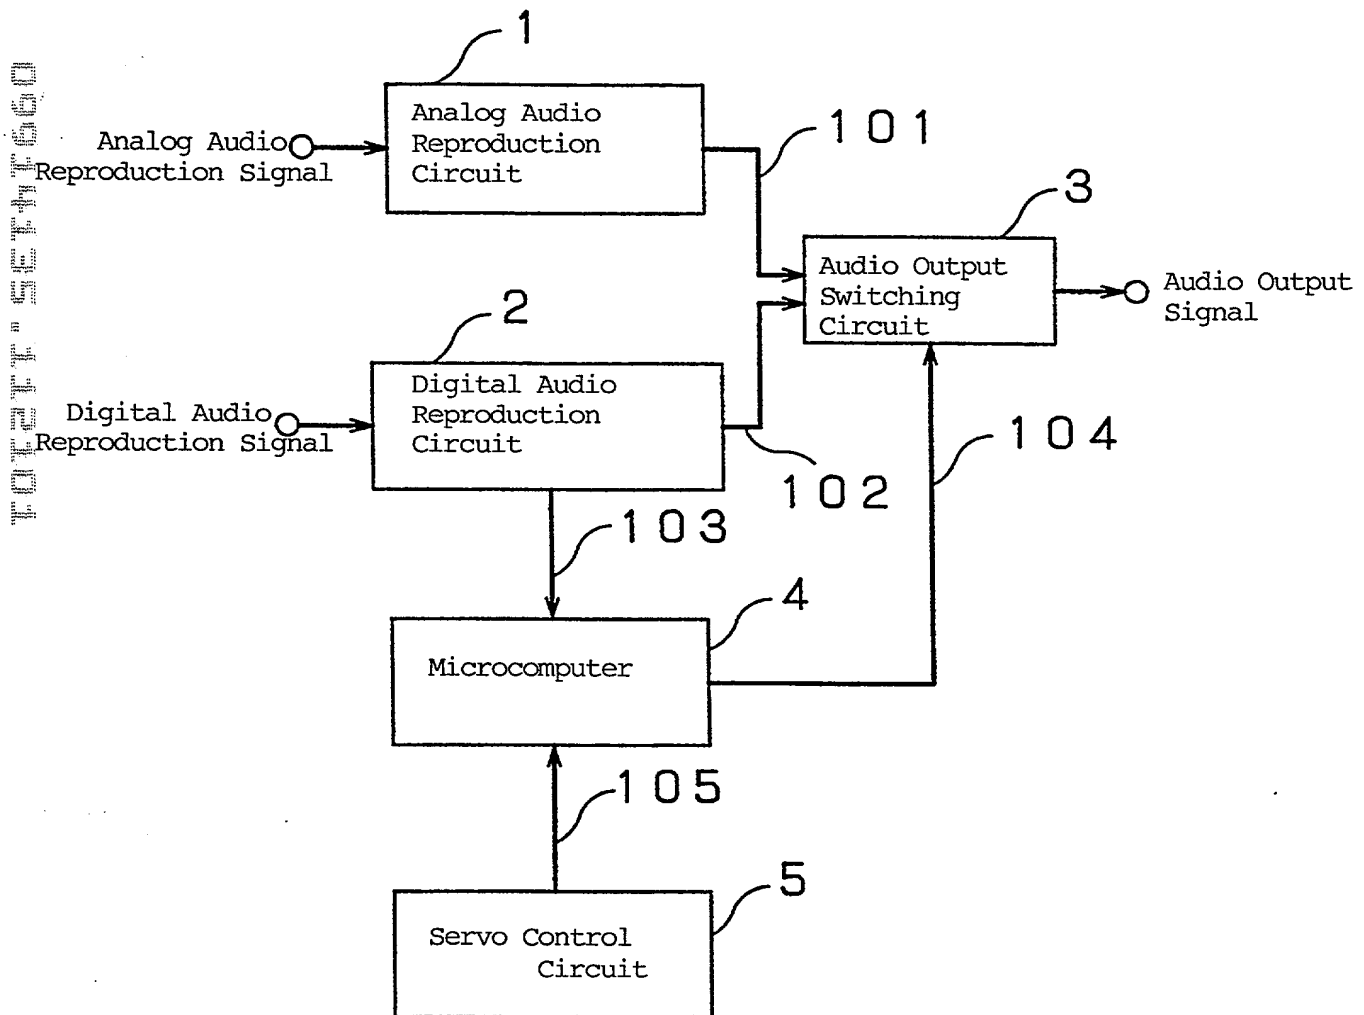 1
Analog Audio
Reproduction
Circuit
Analog Audio
Reproduction Signal
101
3
Audio Output
Switching
Circuit
Audio Output
Signal
2
Digital Audio
Reproduction
Circuit
Digital Audio
Reproduction Signal
102
104
103
4
Microcomputer
105
5
Servo Control
Circuit